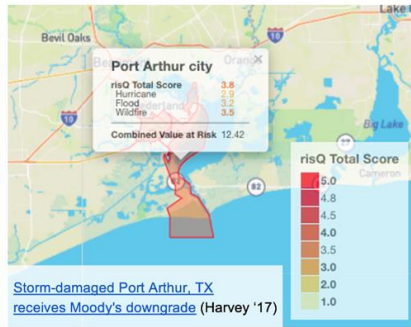 Lake
Bevil Oaks
10
Port Arthur city
risQ Total Score 3.8
Hurricane 2.9
Flood 3.2
Wildfire 3.5
Combined Value at Risk 12.42
10
Big Lake
Cameron
82
risQ Total Score
5.0
4.8
4.5
4.0
3.5
3.0
2.0
1.0
Storm-damaged Port Arthur, TX
receives Moody's downgrade (Harvey ‘17)